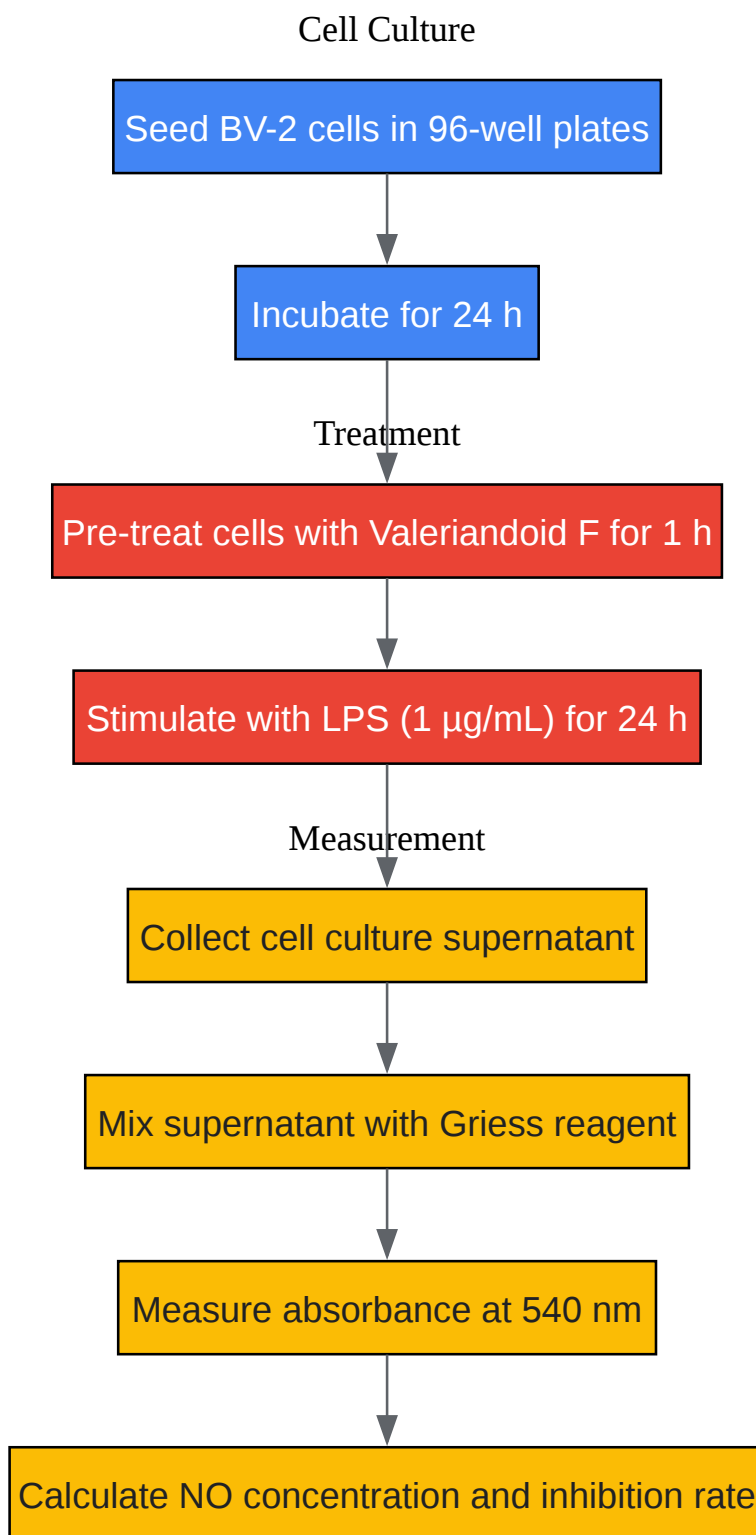 Cell Culture
Seed BV-2 cells in 96-well plates
Incubate for 24 h
Treatment
Pre-treat cells with Valeriandoid F for 1 h
Stimulate with LPS (1 µg/mL) for 24 h
Measurement
Collect cell culture supernatant
Mix supernatant with Griess reagent
Measure absorbance at 540 nm
Calculate NO concentration and inhibition rate